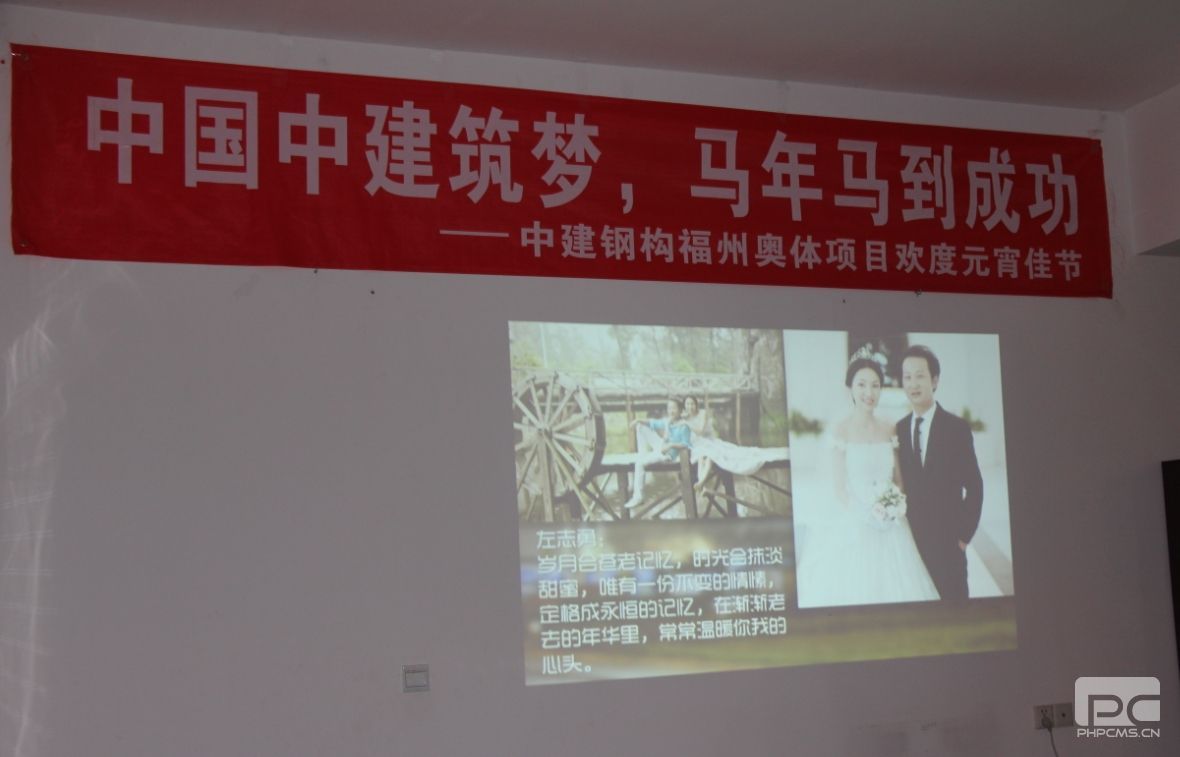 中国中建筑梦，马年马到成功
——中建钢构福州奥体项目欢度元宵佳节
左志勇：
岁月会苍老记忆，时光会抹淡
甜蜜，唯有一份不变的情愫，
定格成永恒的记忆，在渐渐老
去的年华里，常常温暖你我的
心头。
PC
PHPCMS.CN